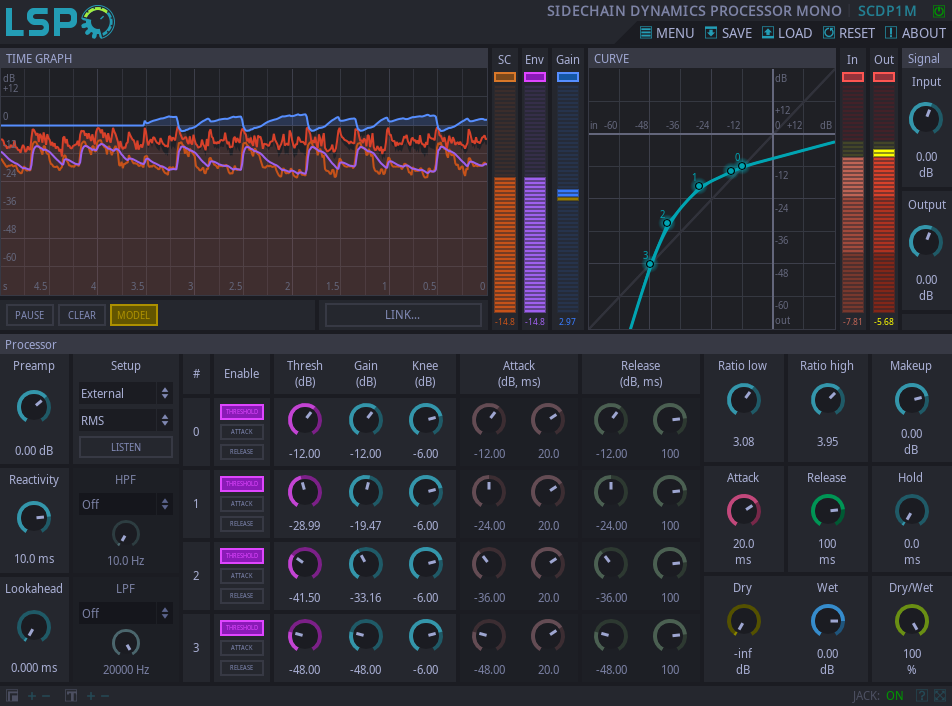 LSP
SIDECHAIN DYNAMICS PROCESSOR MONO SCDP1M
MENU SAVE LOAD RESET ABOUT
TIME GRAPH SC Env Gain CURVE In Out Signal
dB
+12
0
-24
-36
-48
-60
s 4.5 4 3.5 3 2.5 2 1.5 1 0.5 0
dB
+12
in -60 -48 -36 -24 -12 0 +12 dB
-12
-24
-36
-48
-60
out
0
1
2
3
Input
0.00
dB
Output
0.00
dB
PAUSE CLEAR MODEL LINK...
-14.8 -14.8 2.97 -7.81 -5.68
Processor
Preamp
0.00 dB
Reactivity
10.0 ms
Lookahead
0.000 ms
Setup
External
RMS
LISTEN
HPF
Off
10.0 Hz
LPF
Off
20000 Hz
# Enable Thresh (dB) Gain (dB) Knee (dB) Attack (dB, ms) Release (dB, ms)
0 THRESHOLD ATTACK RELEASE
-12.00 -12.00 -6.00 -12.00 20.0 -12.00 100
1 THRESHOLD ATTACK RELEASE
-28.99 -19.47 -6.00 -24.00 20.0 -24.00 100
2 THRESHOLD ATTACK RELEASE
-41.50 -33.16 -6.00 -36.00 20.0 -36.00 100
3 THRESHOLD ATTACK RELEASE
-48.00 -48.00 -6.00 -48.00 20.0 -48.00 100
Ratio low Ratio high Makeup
3.08 3.95 0.00
dB
Attack Release Hold
20.0 100 0.0
ms ms ms
Dry Wet Dry/Wet
-inf 0.00 100
dB dB %
JACK: ON